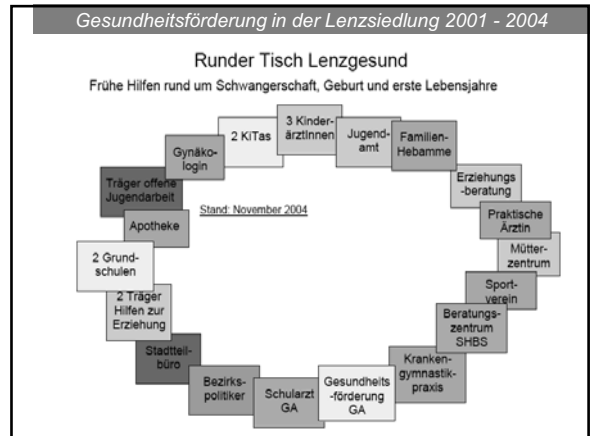 Gesundheitsförderung in der Lenzsiedlung 2001 - 2004
Runder Tisch Lenzgesund
Frühe Hilfen rund um Schwangerschaft, Geburt und erste Lebensjahre
3 Kinder-
ärztInnen
Jugend-
amt
Familien-
Hebamme
Erziehungs
-beratung
Praktische
Ärztin
Mütter-
zentrum
Sport-
verein
Beratungs-
zentrum
SHBS
Kranken-
gymnastik-
praxis
Gesundheits
-förderung
GA
Schularzt
GA
Bezirks-
politiker
Stadtteil-
büro
2 Träger
Hilfen zur
Erziehung
2 Grund-
schulen
Apotheke
Träger offene
Jugendarbeit
Gynäko-
login
2 KiTas
Stand: November 2004